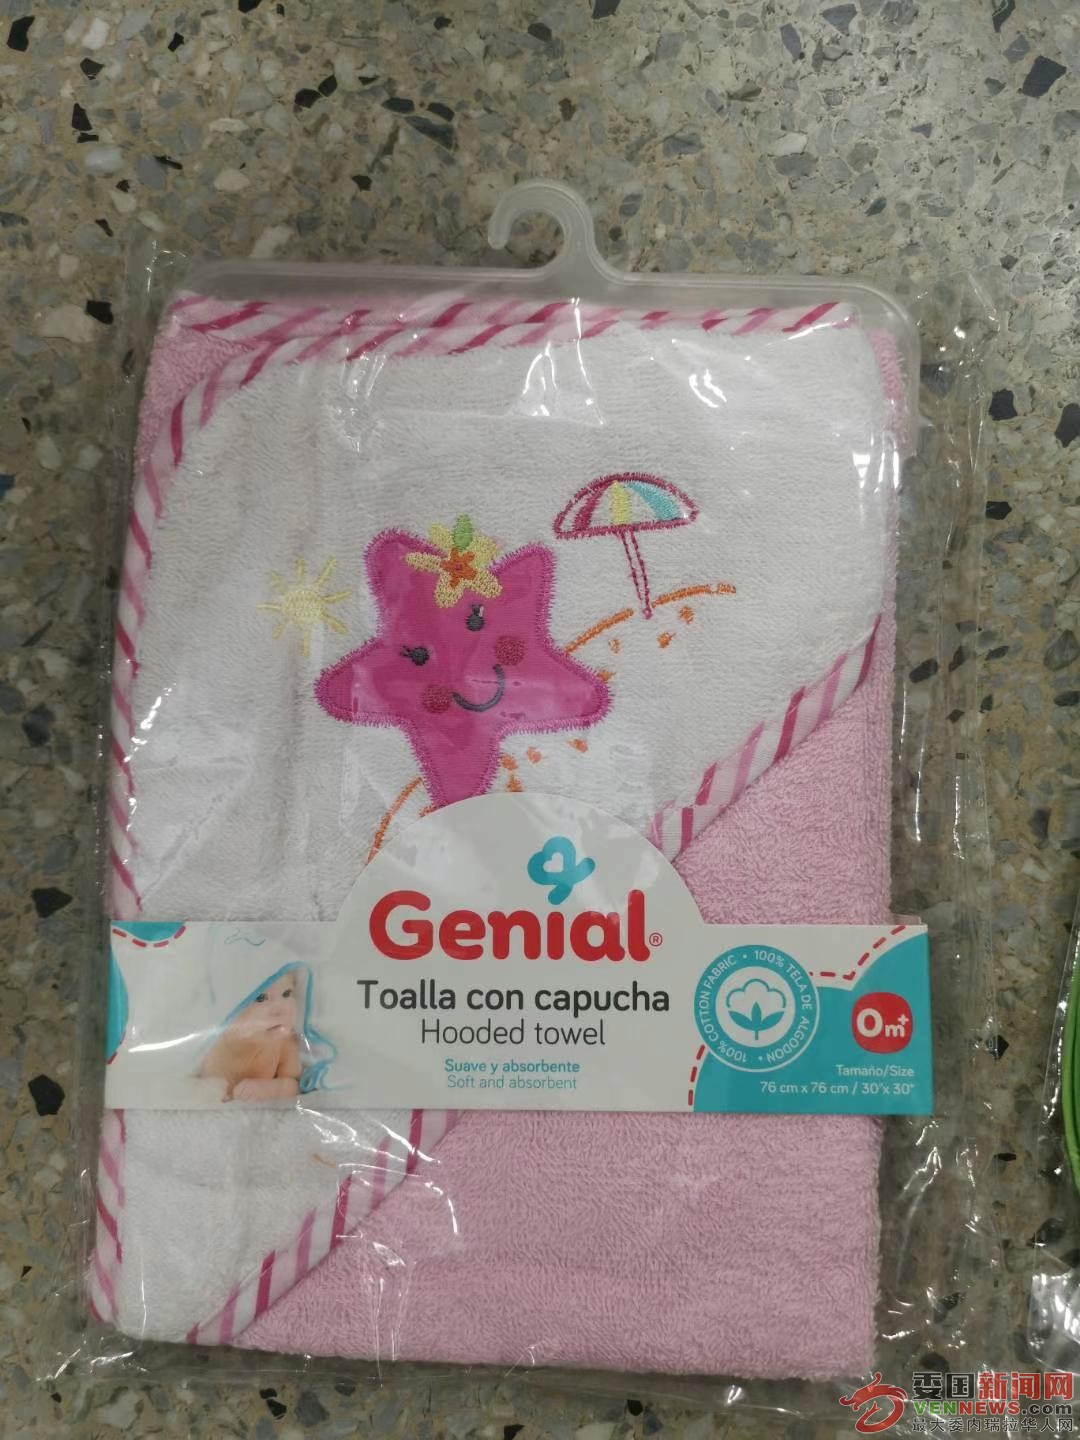 Genial®
Toalla con capucha
Hooded towel
Suave y absorbente
Soft and absorbent
100% COTTON FABRIC • 100% TELA DE ALGODON •
0m+
Tamaño/Size
76 cm x 76 cm / 30"x 30"
委国新闻网
VENNEWS.com
最大委内瑞拉华人网